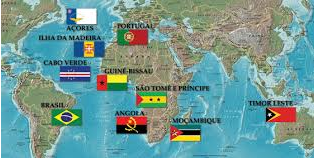 AÇORES
PORTUGAL
ILHA DA MADEIRA
CABO VERDE
GUINÉ-BISSAU
SÃO TOMÉ E PRÍNCIPE
BRASIL
ANGOLA
MOÇAMBIQUE
TIMOR LESTE